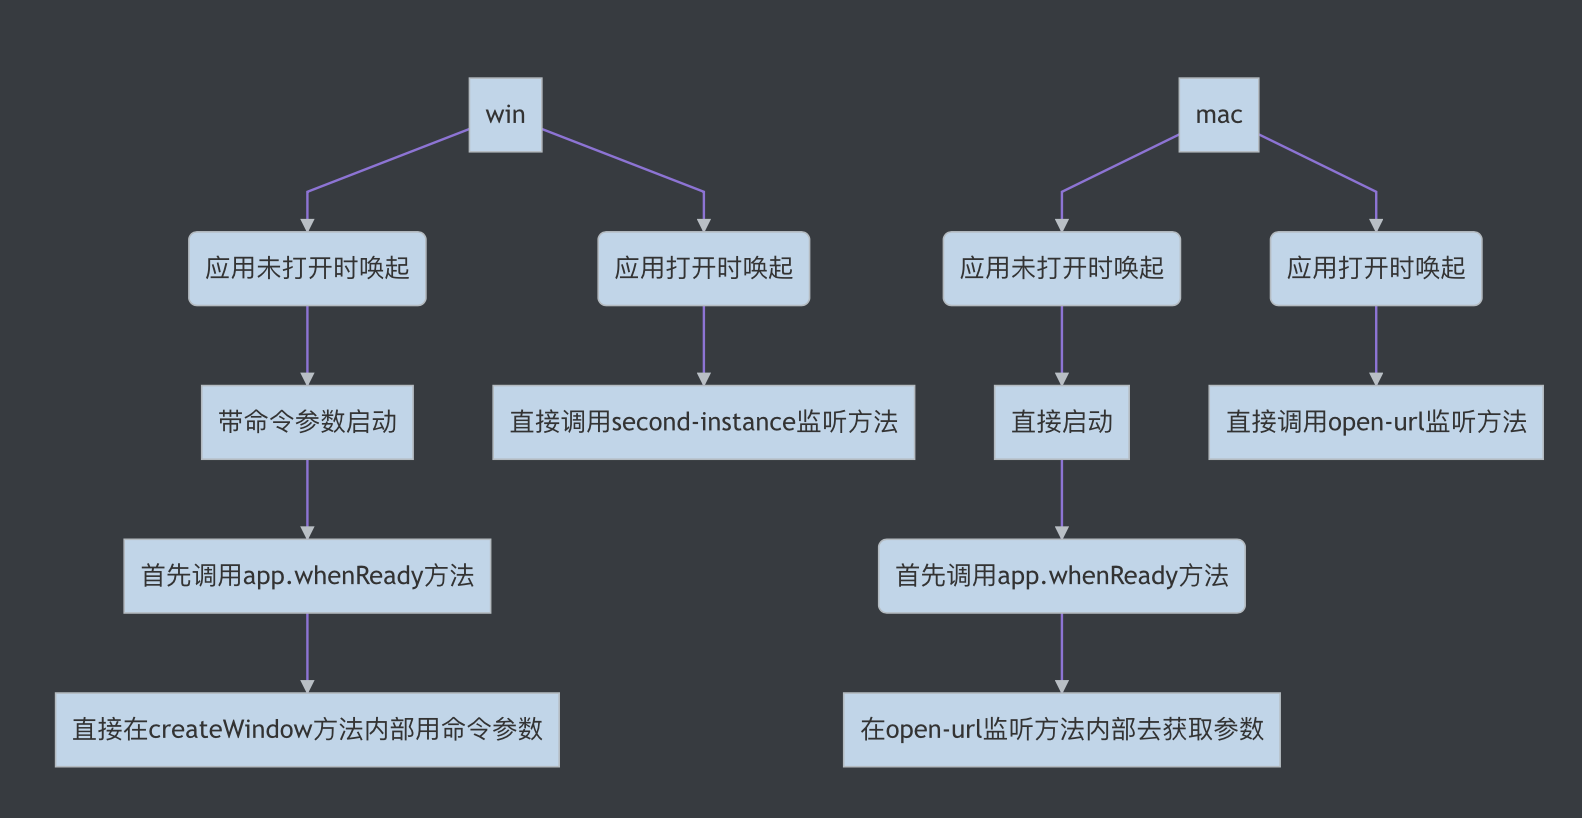 win
mac
应用未打开时唤起
应用打开时唤起
应用未打开时唤起
应用打开时唤起
带命令参数启动
直接调用second-instance监听方法
直接启动
直接调用open-url监听方法
首先调用app.whenReady方法
首先调用app.whenReady方法
直接在createWindow方法内部用命令参数
在open-url监听方法内部去获取参数